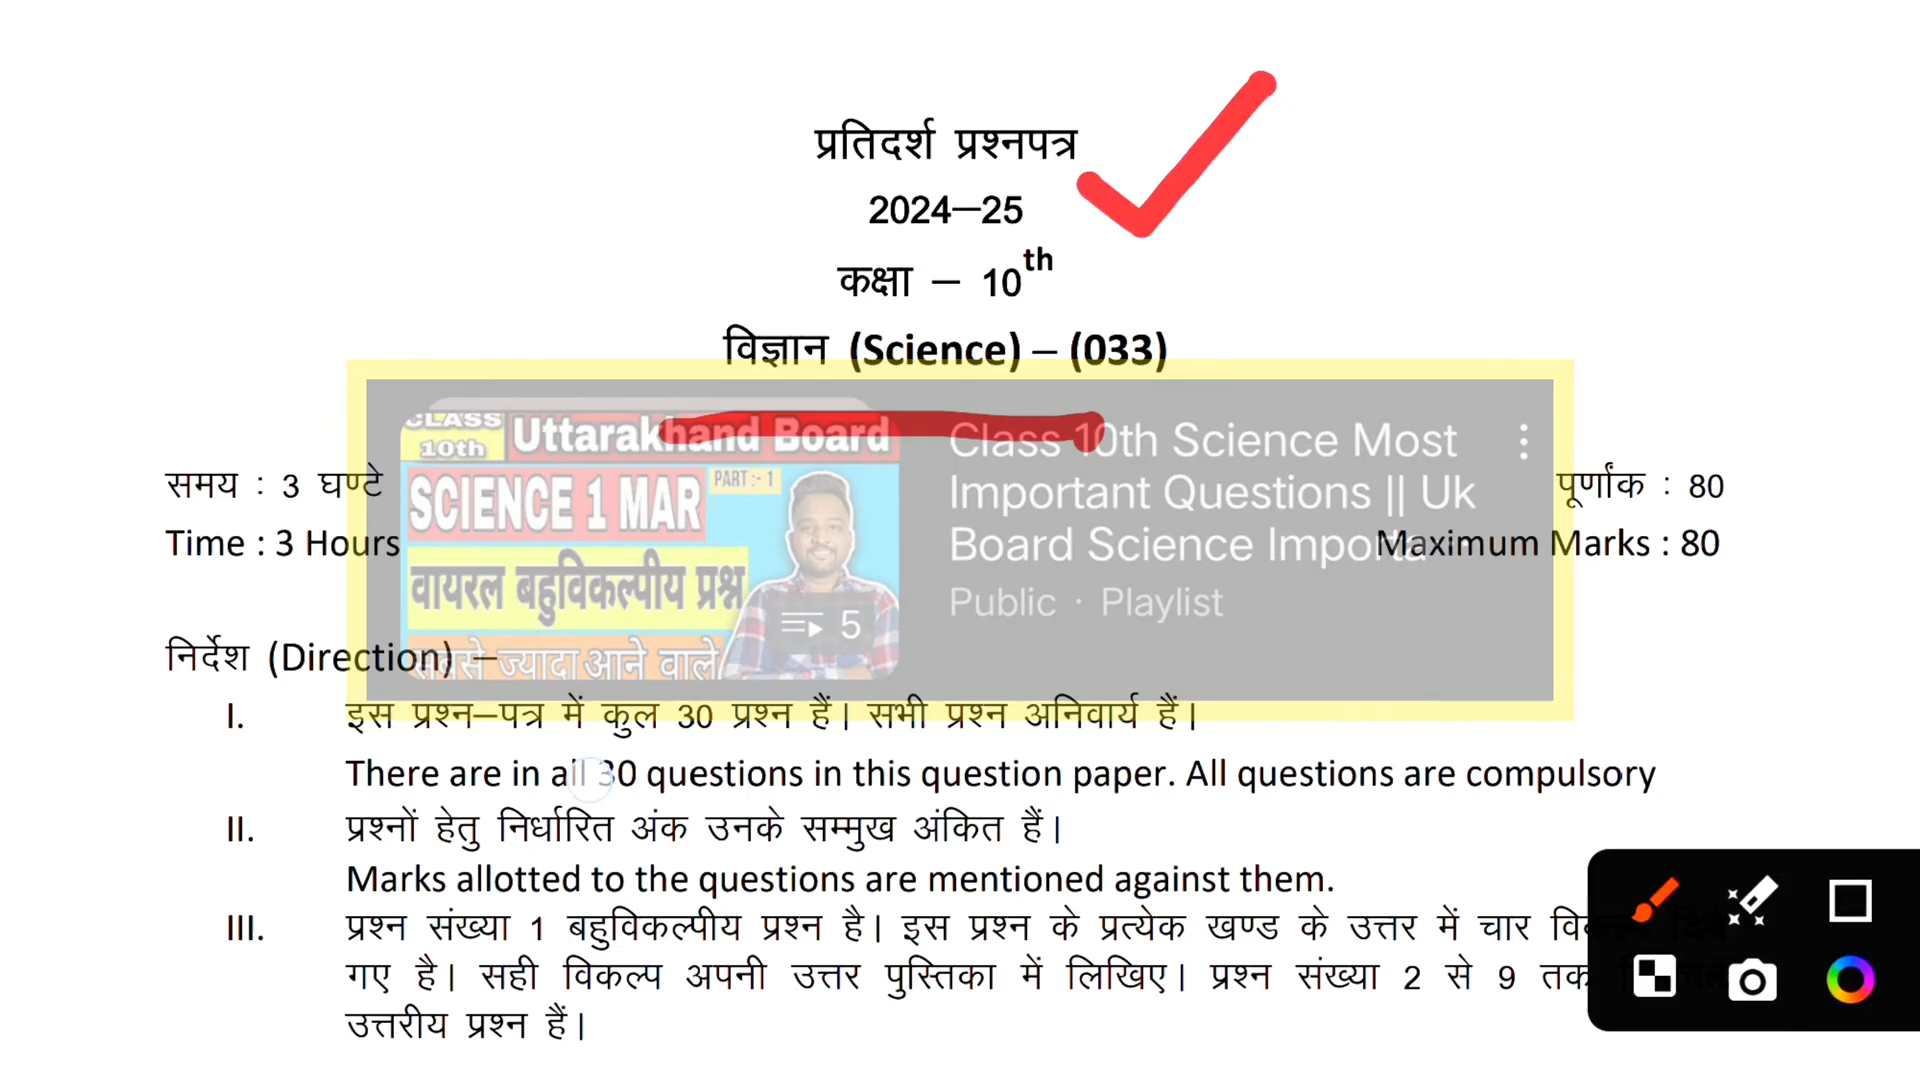 प्रतिदर्श प्रश्नपत्र
2024–25
कक्षा – 10th
विज्ञान (Science) – (033)
CLASS 10th
Uttarakhand Board
SCIENCE 1 MAR
PART :- 1
वायरल बहुविकल्पीय प्रश्न
सबसे ज्यादा आने वाले
5
Class 10th Science Most
Important Questions || Uk
Board Science Importa
Public · Playlist
समय : 3 घण्टे
पूर्णांक : 80
Time : 3 Hours
Maximum Marks : 80
निर्देश (Direction) –
I. इस प्रश्न–पत्र में कुल 30 प्रश्न हैं। सभी प्रश्न अनिवार्य हैं।
There are in all 30 questions in this question paper. All questions are compulsory
II. प्रश्नों हेतु निर्धारित अंक उनके सम्मुख अंकित हैं।
Marks allotted to the questions are mentioned against them.
III. प्रश्न संख्या 1 बहुविकल्पीय प्रश्न है। इस प्रश्न के प्रत्येक खण्ड के उत्तर में चार विकल्प दिये
गए है। सही विकल्प अपनी उत्तर पुस्तिका में लिखिए। प्रश्न संख्या 2 से 9 तक
उत्तरीय प्रश्न हैं।